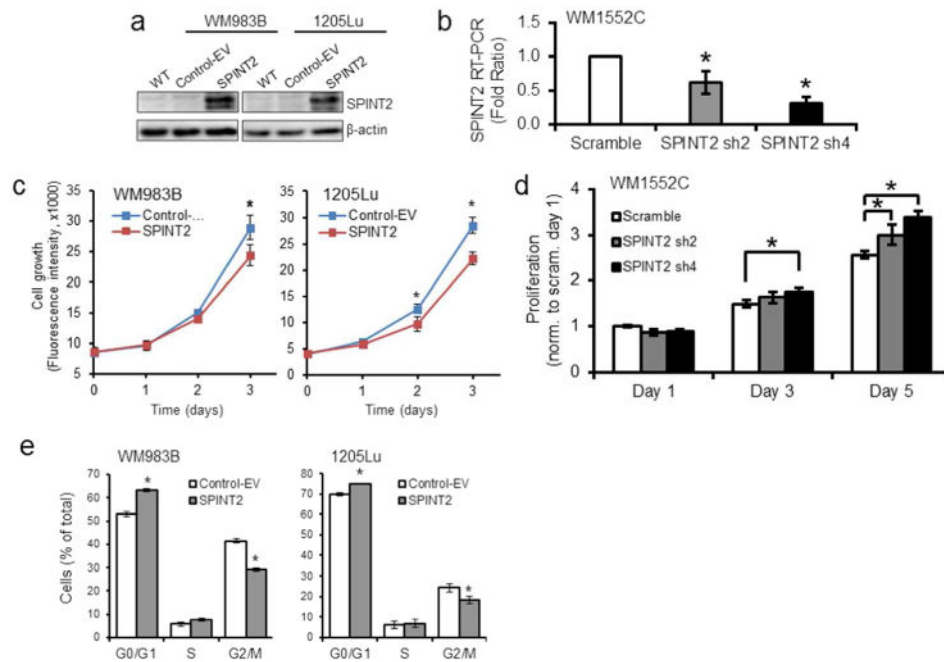 a
WM983B
1205Lu
WT
Control-EV
SPINT2
WT
Control-EV
SPINT2
SPINT2
β-actin
b
WM1552C
SPINT2 RT-PCR
(Fold Ratio)
1.5
1.0
0.5
0.0
*
*
Scramble
SPINT2 sh2
SPINT2 sh4
c
WM983B
Control-...
SPINT2
Cell growth
(Fluorescence intensity, x1000)
35
30
25
20
15
10
5
*
0
1
2
3
Time (days)
1205Lu
Control-EV
SPINT2
35
30
25
20
15
10
5
0
*
*
0
1
2
3
Time (days)
d
WM1552C
Scramble
SPINT2 sh2
SPINT2 sh4
Proliferation
(norm. to scram. day 1)
4
3
2
1
0
*
*
*
Day 1
Day 3
Day 5
e
WM983B
Control-EV
SPINT2
Cells (% of total)
70
60
50
40
30
20
10
0
*
*
G0/G1
S
G2/M
1205Lu
Control-EV
SPINT2
80
70
60
50
40
30
20
10
0
*
*
G0/G1
S
G2/M